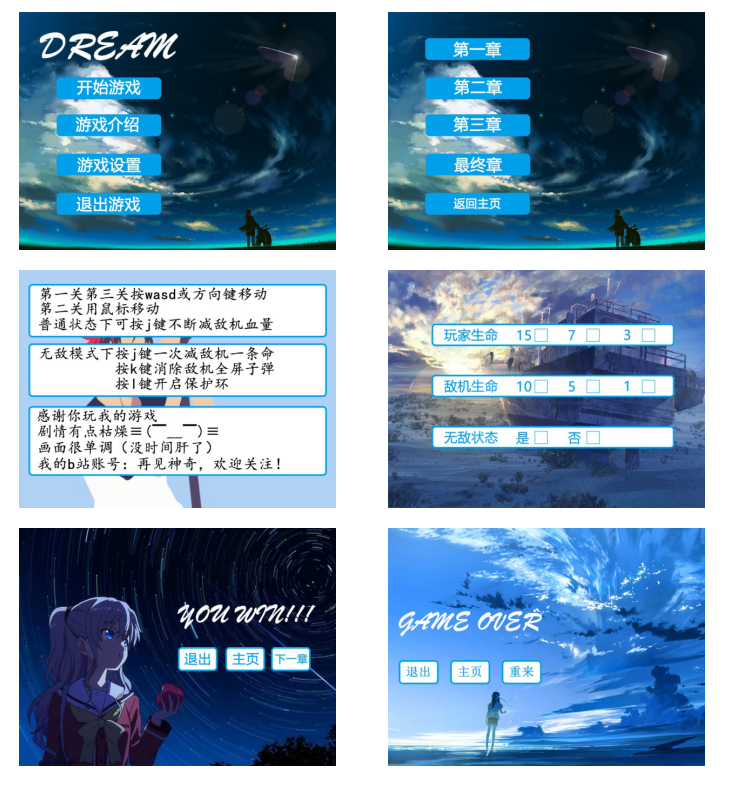 DREAM
开始游戏
游戏介绍
游戏设置
退出游戏
第一章
第二章
第三章
最终章
返回主页
第一关第三关按wasd或方向键移动
第二关用鼠标移动
普通状态下可按j键不断减敌机血量
无敌模式下按j键一次减敌机一条命
按k键消除敌机全屏子弹
按l键开启保护环
感谢你玩我的游戏
剧情有点枯燥≡(▔﹏▔)≡
画面很单调（没时间肝了）
我的b站账号：再见神奇，欢迎关注！
玩家生命 15□ 7 □ 3 □
敌机生命 10□ 5 □ 1 □
无敌状态 是□ 否□
YOU WIN!!!
退出 主页 下一章
GAME OVER
退出 主页 重来